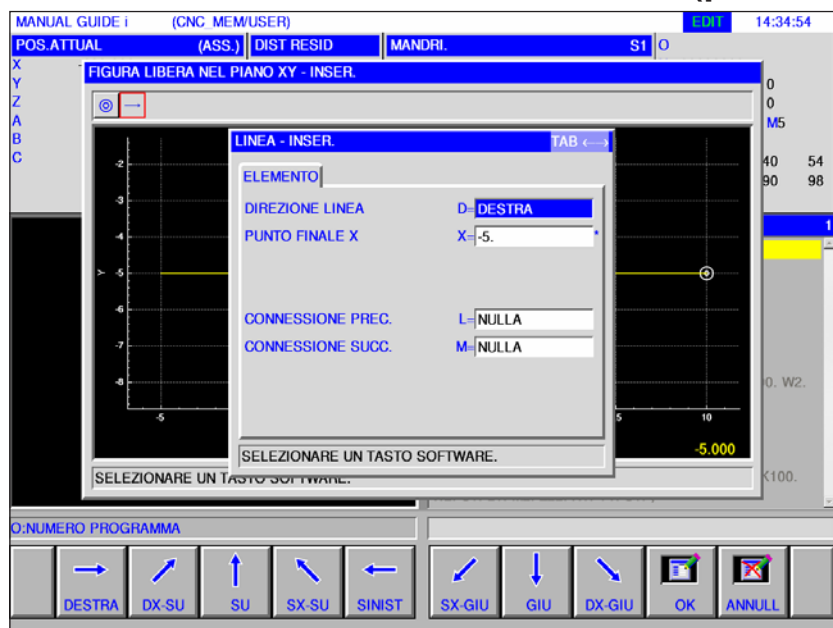 MANUAL GUIDE i (CNC_MEM/USER) EDIT 14:34:54
POS.ATTUAL (ASS.) DIST RESID MANDRI. S1 O
X
Y
Z
A
B
C
0
0
M5
40 54
90 98
1
FIGURA LIBERA NEL PIANO XY - INSER.
-2
-3
-4
Y -5
-6
-7
-8
-5 5 10
-5.000
LINEA - INSER. TAB
ELEMENTO
DIREZIONE LINEA D= DESTRA
PUNTO FINALE X X= -5. *
CONNESSIONE PREC. L= NULLA
CONNESSIONE SUCC. M= NULLA
SELEZIONARE UN TASTO SOFTWARE.
SELEZIONARE UN TASTO SOFTWARE.
0. W2.
X100.
O:NUMERO PROGRAMMA
DESTRA DX-SU SU SX-SU SINIST SX-GIU GIU DX-GIU OK ANNULL